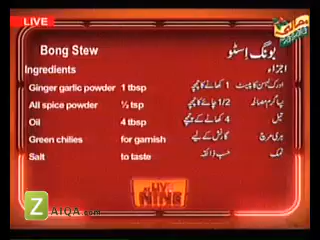 LIVE
Bong Stew
بونگ اسٹو
Ingredients
اجزاء
Ginger garlic powder 1 tbsp
ادرک لہسن کا پیسٹ 1 کھانے کا چمچ
All spice powder ½ tsp
پسا گرم مصالحہ 1/2 چائے کا چمچ
Oil 4 tbsp
تیل 4 کھانے کے چمچ
Green chilies for garnish
ہری مرچ گارنش کے لیے
Salt to taste
نمک حسب ذائقہ
ZAIQA.com